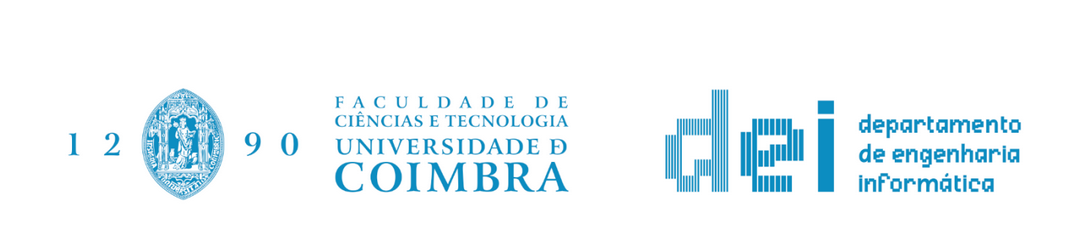 12 90
FACULDADE DE
CIÊNCIAS E TECNOLOGIA
UNIVERSIDADE Ð
COIMBRA
dei
departamento
de engenharia
informática